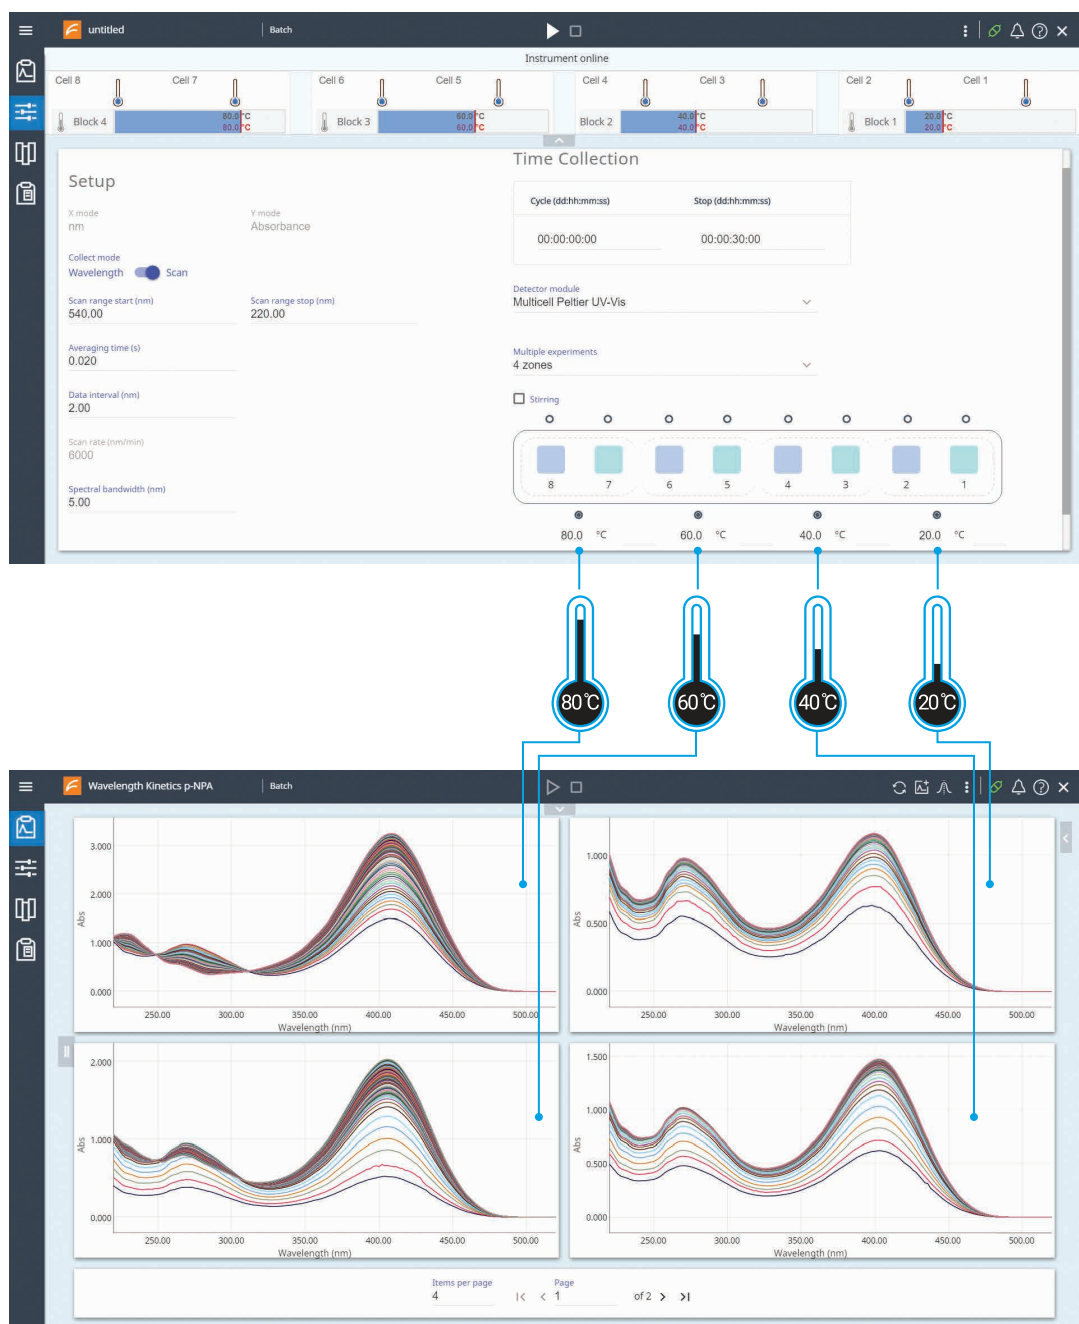 untitled
Batch
Instrument online
Cell 8 Cell 7 Cell 6 Cell 5 Cell 4 Cell 3 Cell 2 Cell 1
Block 4 80.0 °C 80.0 °C
Block 3 60.0 °C 60.0 °C
Block 2 40.0 °C 40.0 °C
Block 1 20.0 °C 20.0 °C
Setup
X mode
nm
Y mode
Absorbance
Collect mode
Wavelength Scan
Scan range start (nm)
540.00
Scan range stop (nm)
220.00
Averaging time (s)
0.020
Data interval (nm)
2.00
Scan rate (nm/min)
6000
Spectral bandwidth (nm)
5.00
Time Collection
Cycle (dd:hh:mm:ss) Stop (dd:hh:mm:ss)
00:00:00:00 00:00:30:00
Detector module
Multicell Peltier UV-Vis
Multiple experiments
4 zones
Stirring
8 7 6 5 4 3 2 1
80.0 °C 60.0 °C 40.0 °C 20.0 °C
80°C 60°C 40°C 20°C
Wavelength Kinetics p-NPA
Batch
3.000
2.000
1.000
0.000
Abs
250.00 300.00 350.00 400.00 450.00 500.00
Wavelength (nm)
1.000
0.500
0.000
Abs
250.00 300.00 350.00 400.00 450.00 500.00
Wavelength (nm)
2.000
1.000
0.000
Abs
250.00 300.00 350.00 400.00 450.00 500.00
Wavelength (nm)
1.500
1.000
0.500
0.000
Abs
250.00 300.00 350.00 400.00 450.00 500.00
Wavelength (nm)
Items per page
4
Page
1
of 2